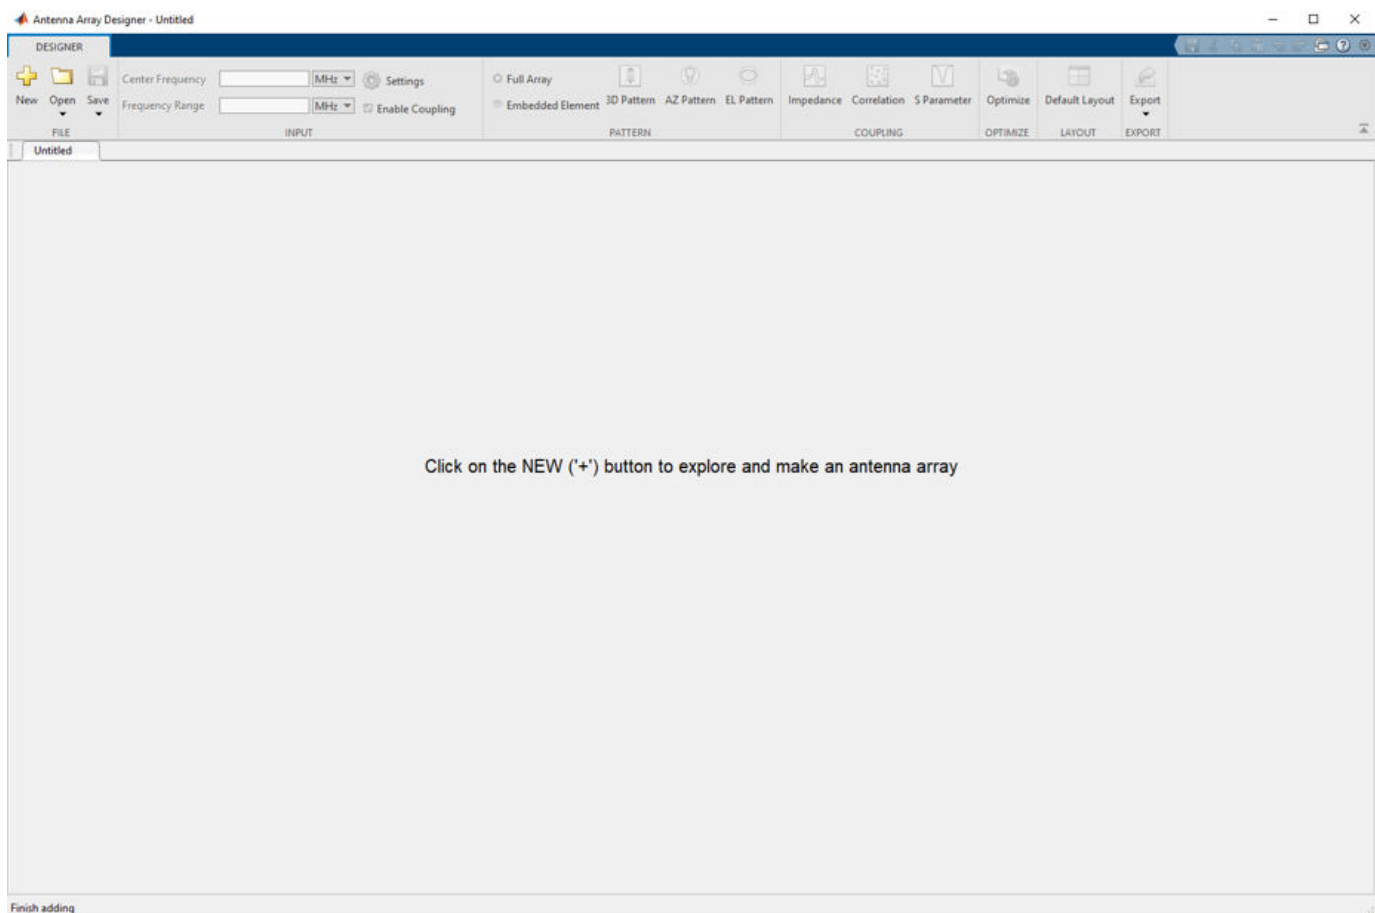 Antenna Array Designer - Untitled
DESIGNER
New Open Save
FILE
Center Frequency MHz Settings
Frequency Range MHz Enable Coupling
INPUT
Full Array
Embedded Element
3D Pattern AZ Pattern EL Pattern
PATTERN
Impedance Correlation S Parameter
COUPLING
Optimize
OPTIMIZE
Default Layout
LAYOUT
Export
EXPORT
Untitled
Click on the NEW ('+') button to explore and make an antenna array
Finish adding